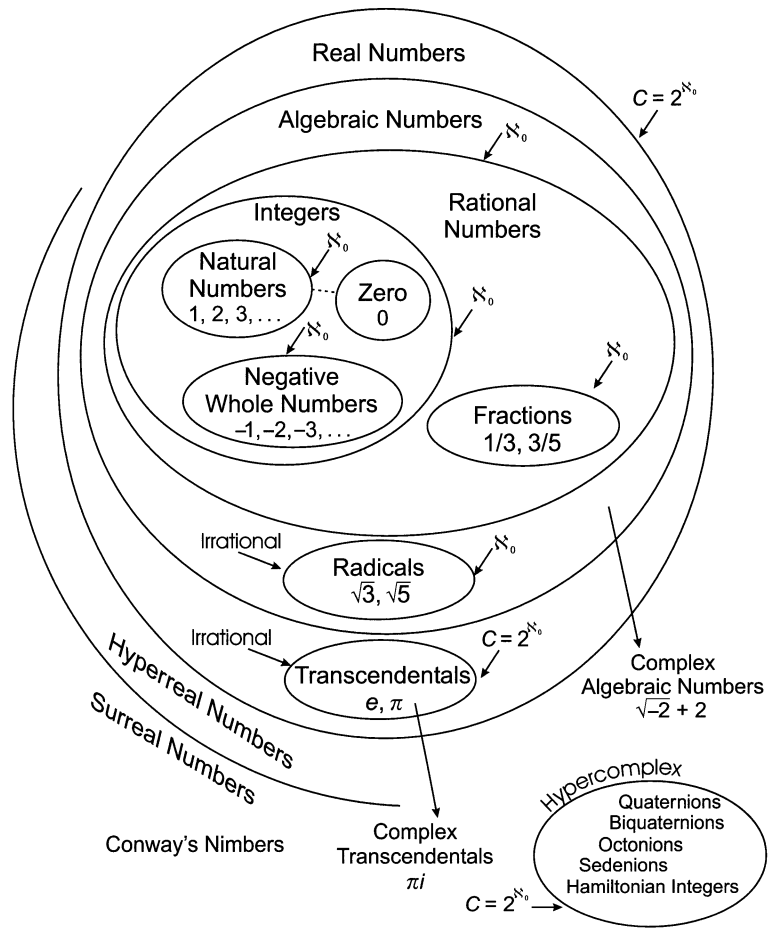 Real Numbers
C = 2^ℵ₀
Algebraic Numbers
ℵ₀
Rational
Numbers
Integers
ℵ₀
Natural
Numbers
1, 2, 3, . . .
Zero
0
ℵ₀
ℵ₀
Negative
Whole Numbers
–1, –2, –3, . . .
ℵ₀
Fractions
1/3, 3/5
Irrational
ℵ₀
Radicals
√3, √5
Irrational
C = 2^ℵ₀
Transcendentals
e, π
Hyperreal Numbers
Surreal Numbers
Complex
Algebraic Numbers
√–2 + 2
Conway's Nimbers
Complex
Transcendentals
πi
Hypercomplex
Quaternions
Biquaternions
Octonions
Sedenions
Hamiltonian Integers
C = 2^ℵ₀